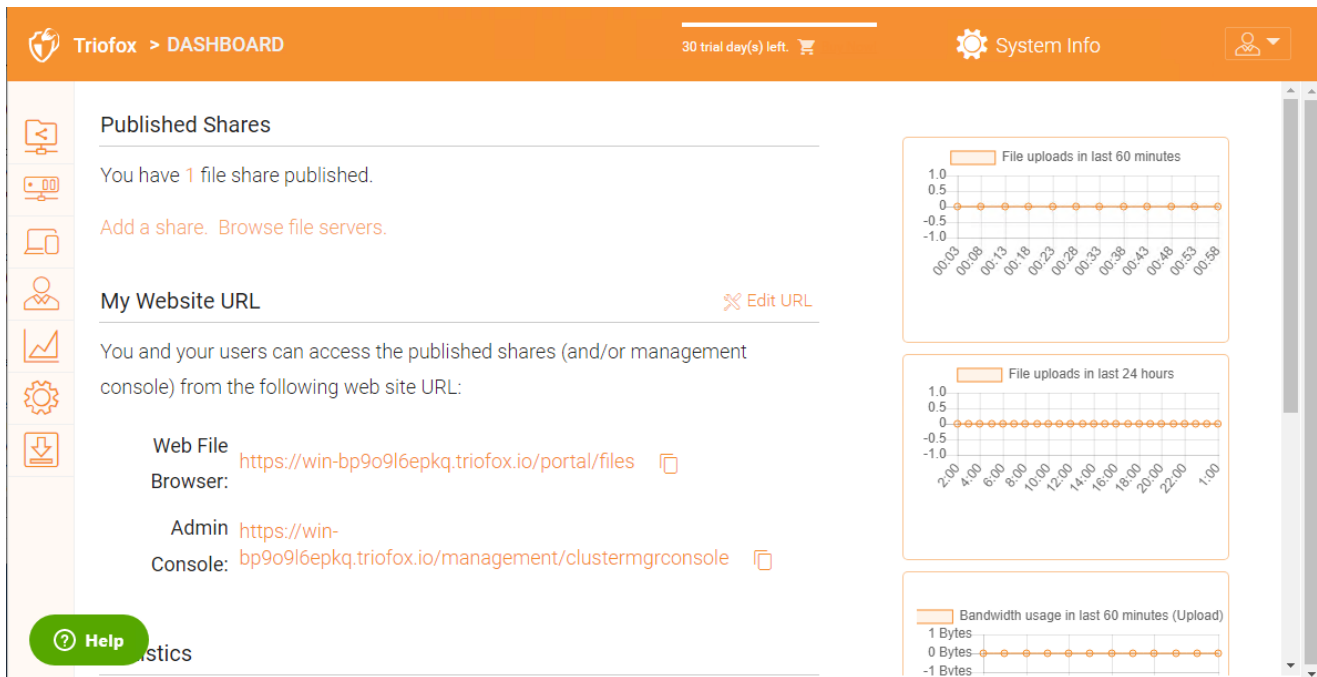 Triofox > DASHBOARD
30 trial day(s) left.
System Info
Published Shares
You have 1 file share published.
Add a share. Browse file servers.
My Website URL
Edit URL
You and your users can access the published shares (and/or management
console) from the following web site URL:
Web File
Browser:
https://win-bp9o9l6epkq.triofox.io/portal/files
Admin
Console:
https://win-
bp9o9l6epkq.triofox.io/management/clustermgrconsole
Help
istics
File uploads in last 60 minutes
1.0
0.5
0
-0.5
-1.0
00:03 00:08 00:13 00:18 00:23 00:28 00:33 00:38 00:43 00:48 00:53 00:58
File uploads in last 24 hours
1.0
0.5
0
-0.5
-1.0
2:00 4:00 6:00 8:00 10:00 12:00 14:00 16:00 18:00 20:00 22:00 1:00
Bandwidth usage in last 60 minutes (Upload)
1 Bytes
0 Bytes
-1 Bytes